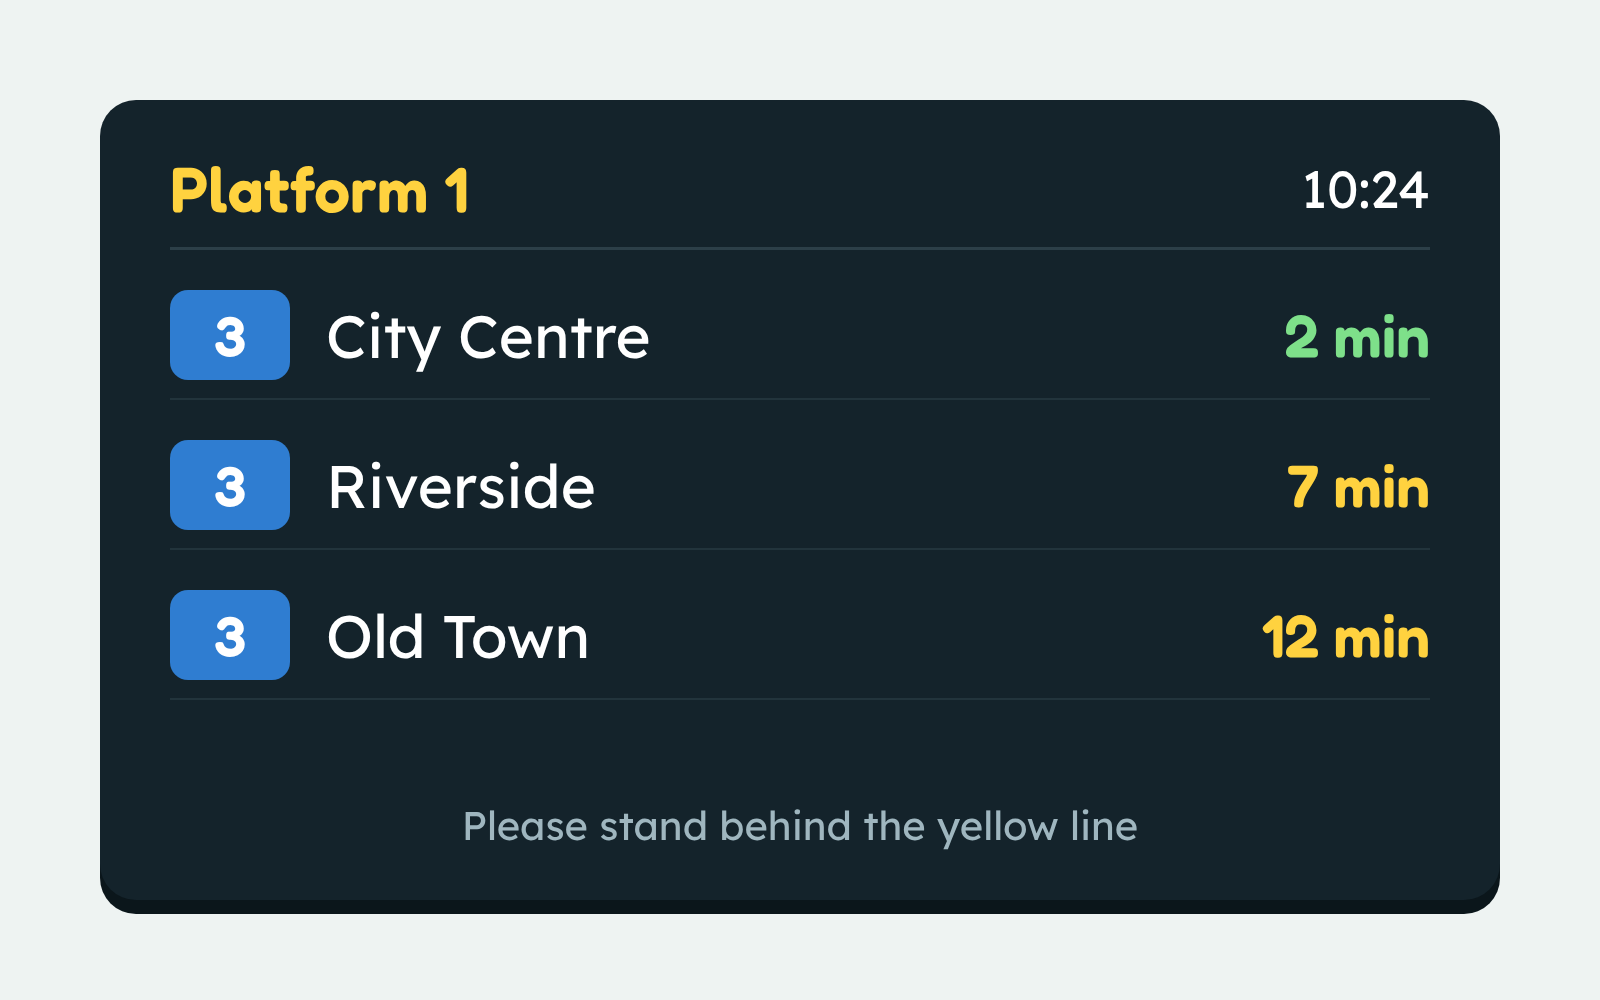 Platform 1 10:24
3 City Centre 2 min
3 Riverside 7 min
3 Old Town 12 min
Please stand behind the yellow line